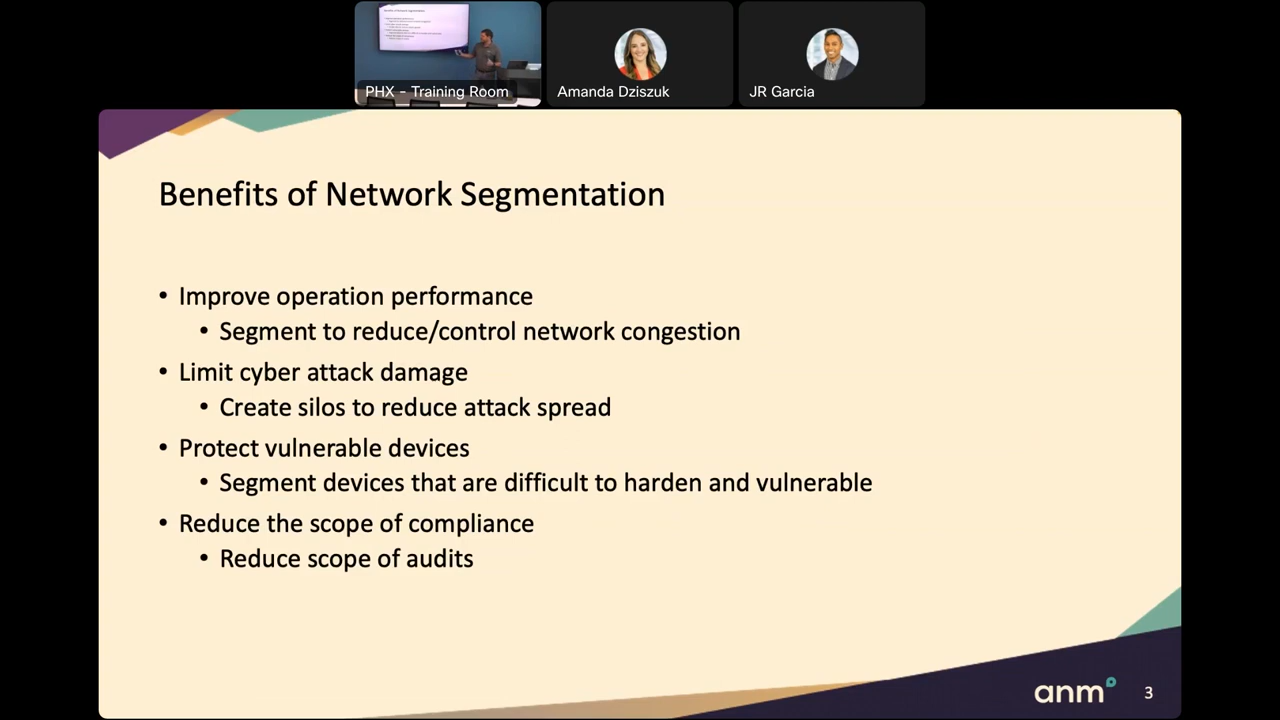 PHX - Training Room
Amanda Dziszuk
JR Garcia
Benefits of Network Segmentation
• Improve operation performance
• Segment to reduce/control network congestion
• Limit cyber attack damage
• Create silos to reduce attack spread
• Protect vulnerable devices
• Segment devices that are difficult to harden and vulnerable
• Reduce the scope of compliance
• Reduce scope of audits
anm
3